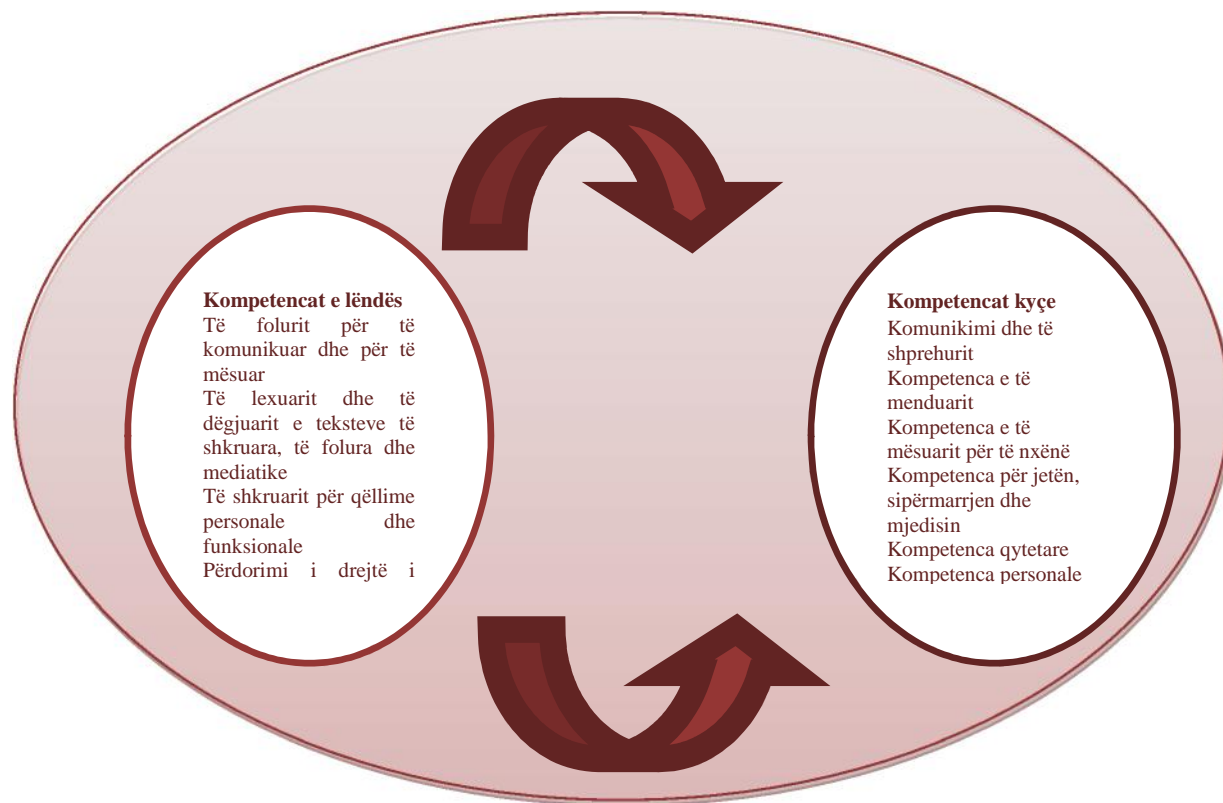 Kompetencat e lëndës
Të folurit për të
komunikuar dhe për të
mësuar
Të lexuarit dhe të
dëgjuarit e teksteve të
shkruara, të folura dhe
mediatike
Të shkruarit për qëllime
personale dhe
funksionale
Përdorimi i drejtë i
Kompetencat kyçe
Komunikimi dhe të
shprehurit
Kompetenca e të
menduarit
Kompetenca e të
mësuarit për të nxënë
Kompetenca për jetën,
sipërmarrjen dhe
mjedisin
Kompetenca qytetare
Kompetenca personale